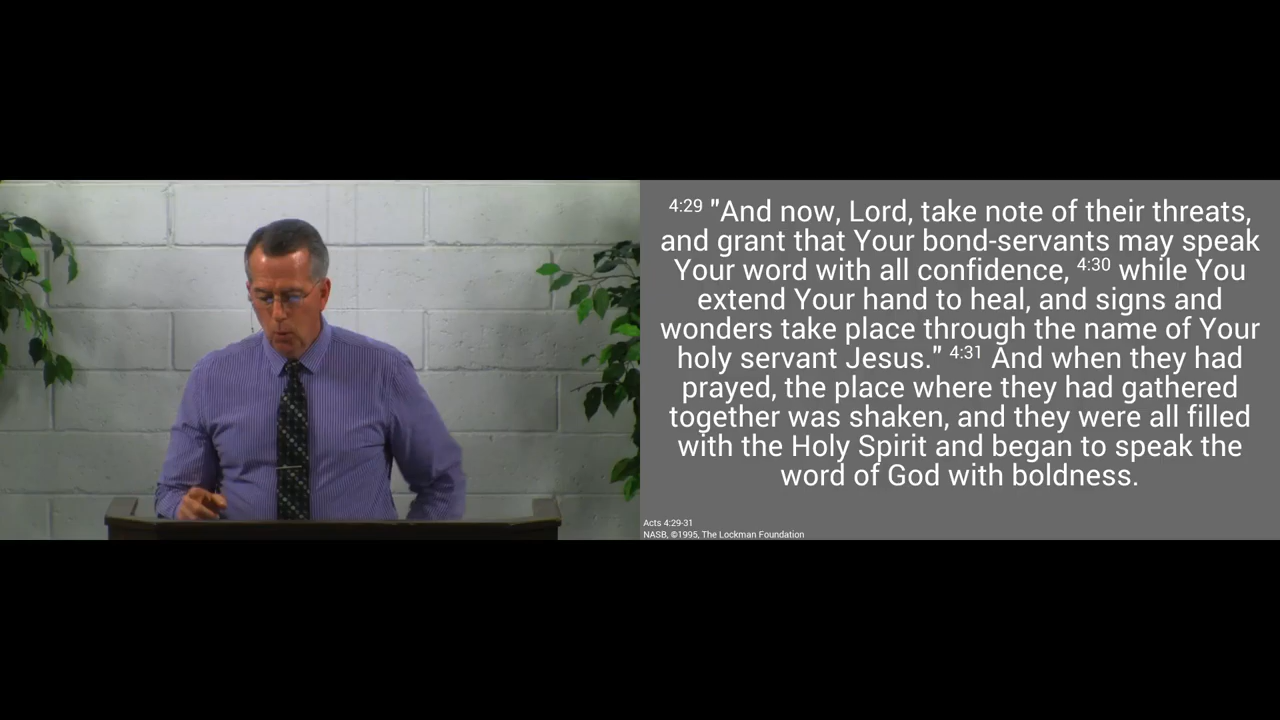 4:29 "And now, Lord, take note of their threats,
and grant that Your bond-servants may speak
Your word with all confidence, 4:30 while You
extend Your hand to heal, and signs and
wonders take place through the name of Your
holy servant Jesus." 4:31 And when they had
prayed, the place where they had gathered
together was shaken, and they were all filled
with the Holy Spirit and began to speak the
word of God with boldness.
Acts 4:29-31
NASB, ©1995, The Lockman Foundation